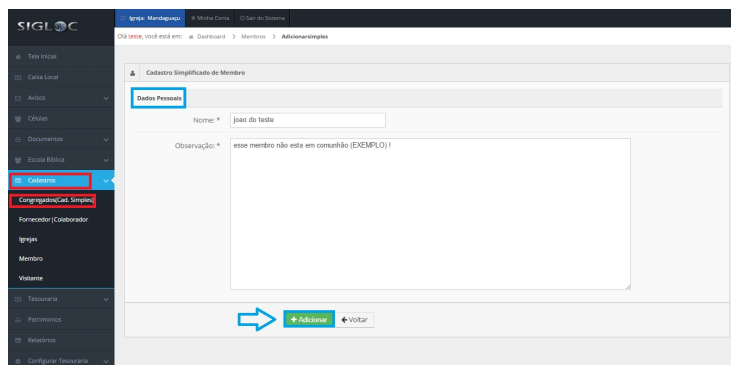 SIGLOC
Igreja: Mandaguaçu Minha Conta Sair do Sistema
Olá teste, você está em: Dashboard > Membros > Adicionarsimples
Tela Inicial
Caixa Local
Avisos
Células
Documentos
Escola Bíblica
Cadastros
Congregados(Cad. Simples)
Fornecedor|Colaborador
Igrejas
Membro
Visitante
Tesouraria
Patrimonios
Relatórios
Configurar Tesouraria
Cadastro Simplificado de Membro
Dados Pessoais
Nome: * joao do teste
Observação: * esse membro não esta em comunhão (EXEMPLO) !
+ Adicionar Voltar